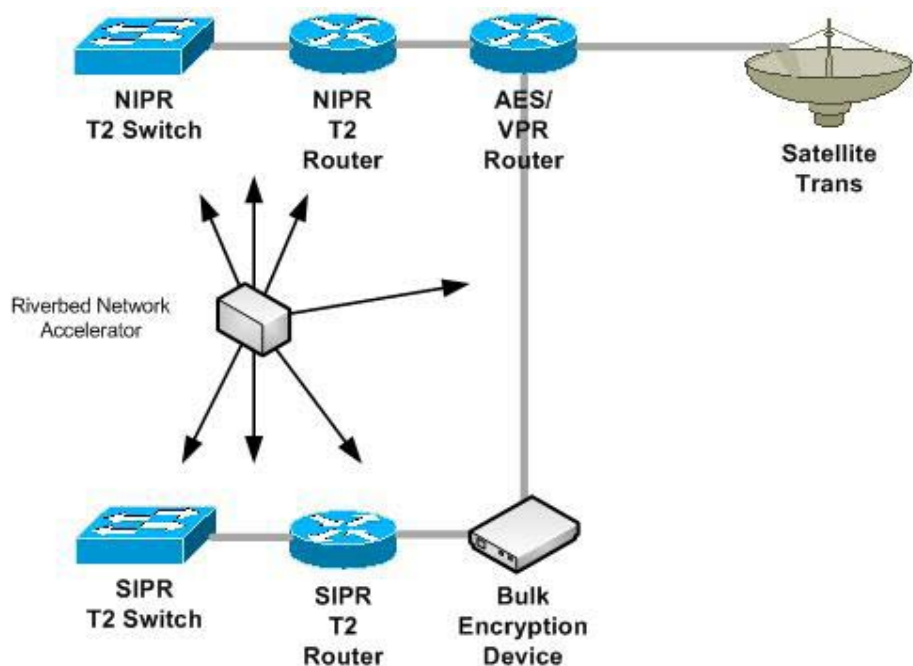 NIPR
T2 Switch
NIPR
T2
Router
AES/
VPR
Router
Satellite
Trans
Riverbed Network
Accelerator
SIPR
T2 Switch
SIPR
T2
Router
Bulk
Encryption
Device